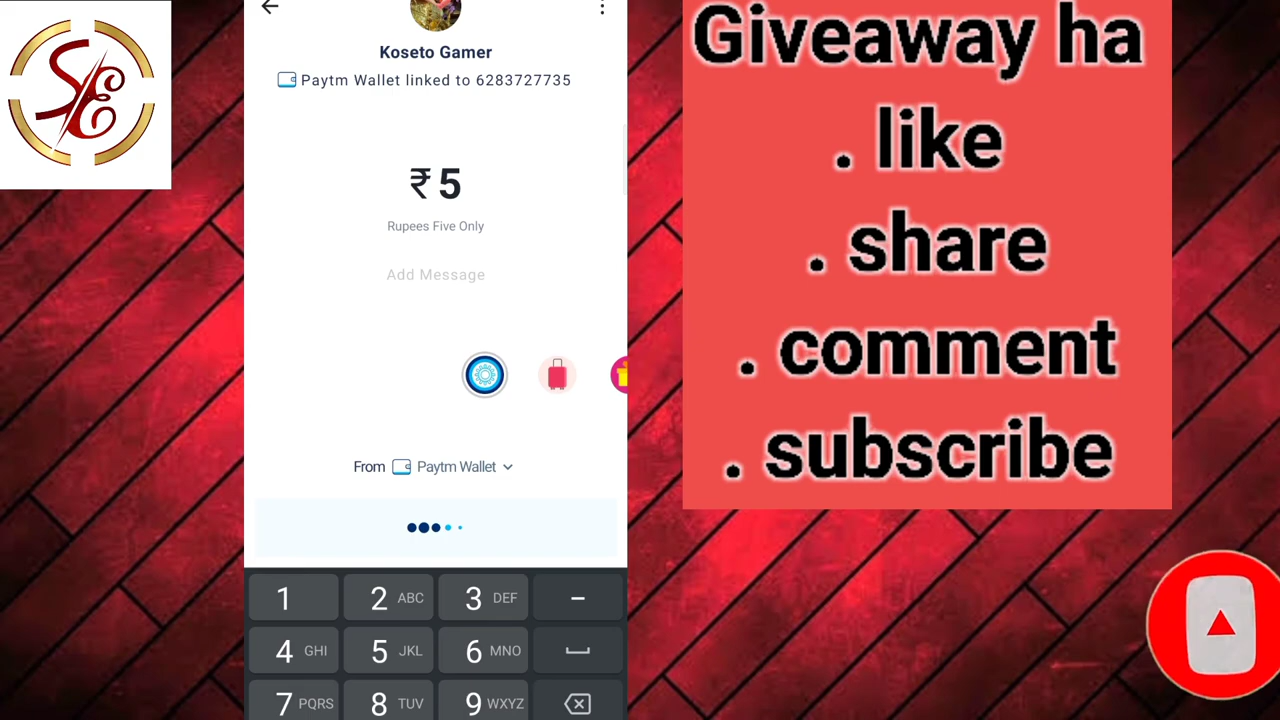 SE
Koseto Gamer
Paytm Wallet linked to 6283727735
₹ 5
Rupees Five Only
Add Message
From Paytm Wallet
1
2 ABC
3 DEF
4 GHI
5 JKL
6 MNO
7 PQRS
8 TUV
9 WXYZ
Giveaway ha
. like
. share
. comment
. subscribe